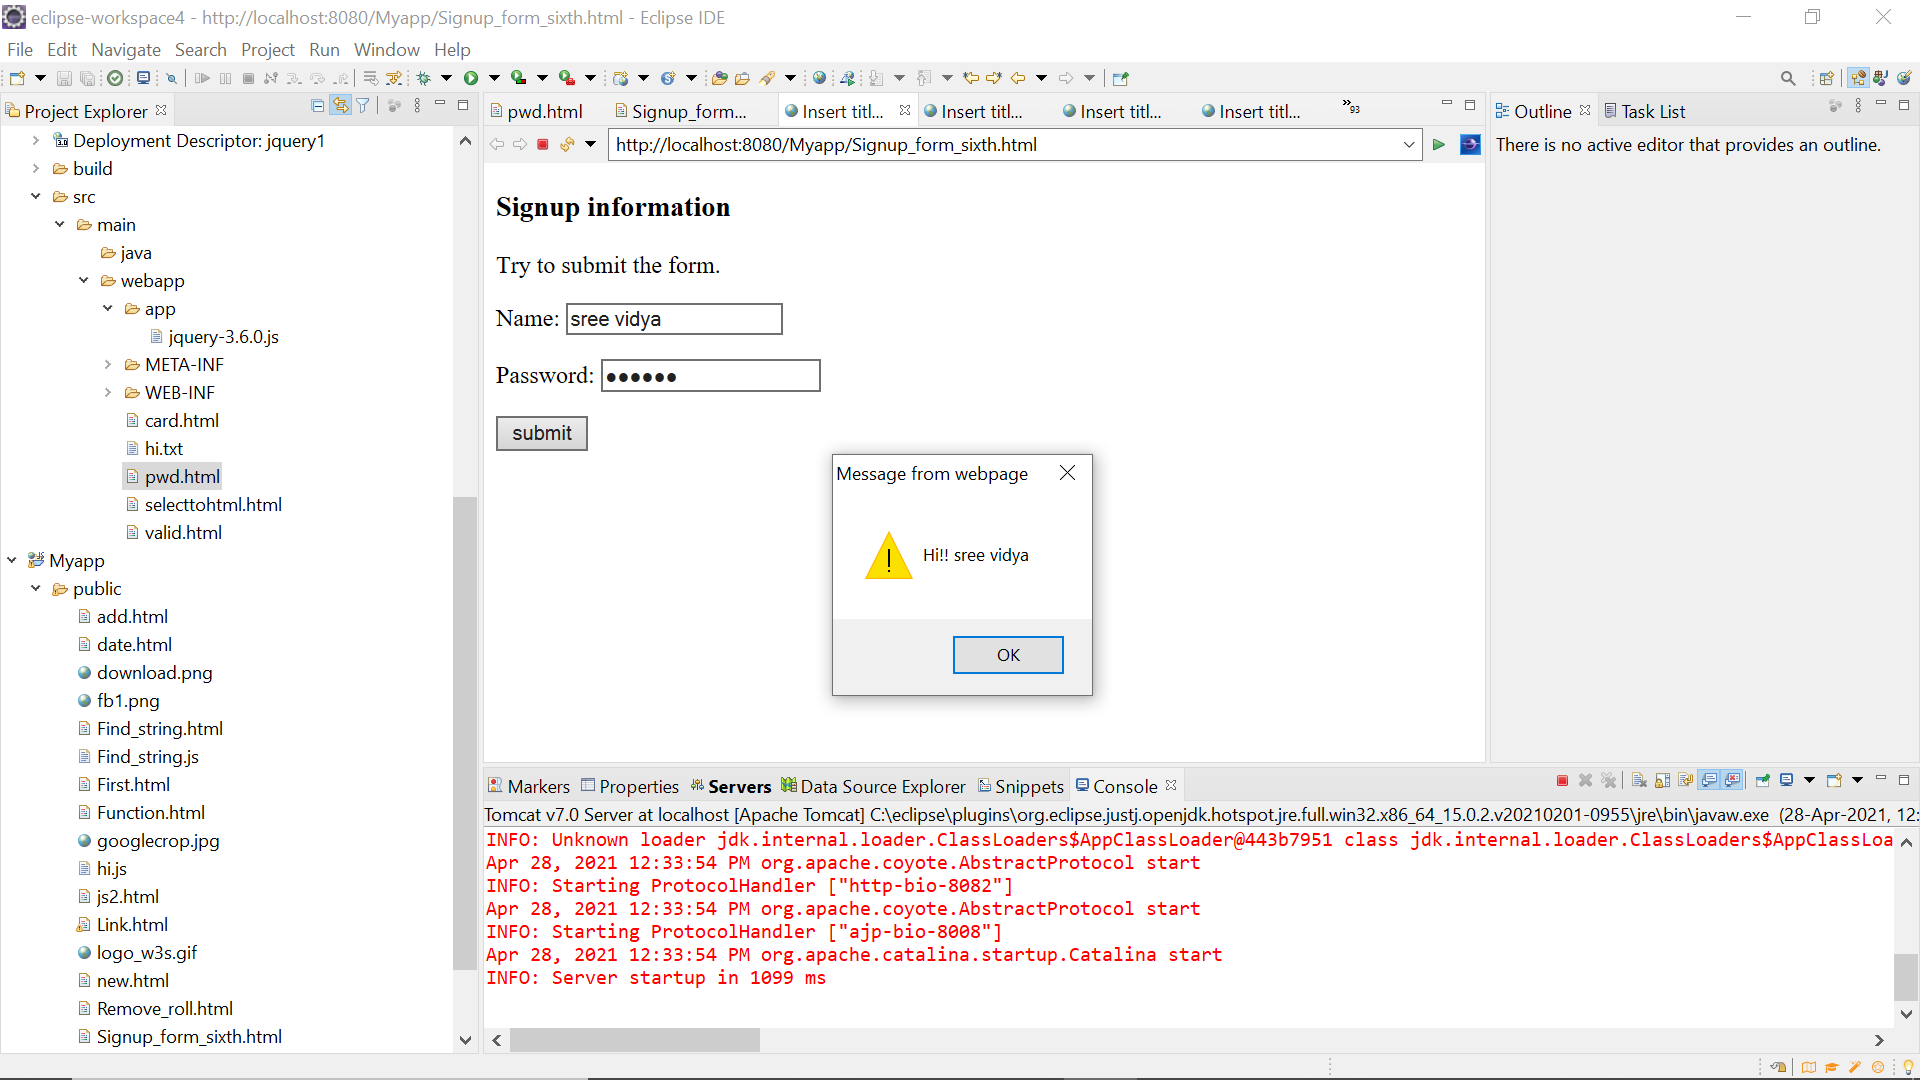 eclipse-workspace4 - http://localhost:8080/Myapp/Signup_form_sixth.html - Eclipse IDE
File Edit Navigate Search Project Run Window Help
Project Explorer
Deployment Descriptor: jquery1
build
src
main
java
webapp
app
jquery-3.6.0.js
META-INF
WEB-INF
card.html
hi.txt
pwd.html
selecttohtml.html
valid.html
Myapp
public
add.html
date.html
download.png
fb1.png
Find_string.html
Find_string.js
First.html
Function.html
googlecrop.jpg
hi.js
js2.html
Link.html
logo_w3s.gif
new.html
Remove_roll.html
Signup_form_sixth.html
pwd.html Signup_form... Insert titl... Insert titl... Insert titl... Insert titl... »93
http://localhost:8080/Myapp/Signup_form_sixth.html
Signup information
Try to submit the form.
Name: sree vidya
Password: ●●●●●●
submit
Message from webpage
Hi!! sree vidya
OK
Outline Task List
There is no active editor that provides an outline.
Markers Properties Servers Data Source Explorer Snippets Console
Tomcat v7.0 Server at localhost [Apache Tomcat] C:\eclipse\plugins\org.eclipse.justj.openjdk.hotspot.jre.full.win32.x86_64_15.0.2.v20210201-0955\jre\bin\javaw.exe (28-Apr-2021, 12:
INFO: Unknown loader jdk.internal.loader.ClassLoaders$AppClassLoader@443b7951 class jdk.internal.loader.ClassLoaders$AppClassLoa
Apr 28, 2021 12:33:54 PM org.apache.coyote.AbstractProtocol start
INFO: Starting ProtocolHandler ["http-bio-8082"]
Apr 28, 2021 12:33:54 PM org.apache.coyote.AbstractProtocol start
INFO: Starting ProtocolHandler ["ajp-bio-8008"]
Apr 28, 2021 12:33:54 PM org.apache.catalina.startup.Catalina start
INFO: Server startup in 1099 ms